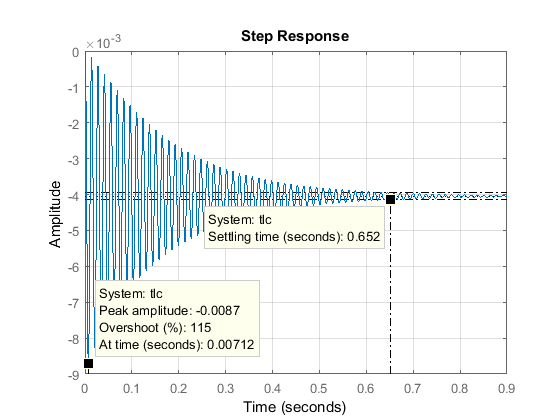 Step Response
×10-3
0
-1
-2
-3
-4
-5
-6
-7
-8
-9
Amplitude
System: tlc
Settling time (seconds): 0.652
System: tlc
Peak amplitude: -0.0087
Overshoot (%): 115
At time (seconds): 0.00712
0 0.1 0.2 0.3 0.4 0.5 0.6 0.7 0.8 0.9
Time (seconds)